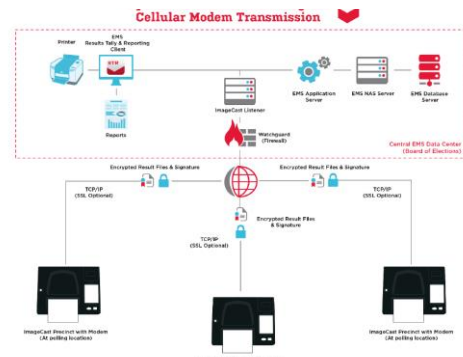 Cellular Modem Transmission
EMS
Results Tally & Reporting
Client
Printer
RTR
Reports
ImageCast Listener
EMS Application
Server
EMS NAS Server
EMS Database
Server
Watchguard
(Firewall)
Central EMS Data Center
(Board of Elections)
Encrypted Result Files & Signature
Encrypted Result Files & Signature
TCP/IP
(SSL Optional)
TCP/IP
(SSL Optional)
Encrypted Result Files
& Signature
TCP/IP
(SSL Optional)
ImageCast Precinct with Modem
(At polling location)
ImageCast Precinct with Modem
(At polling location)